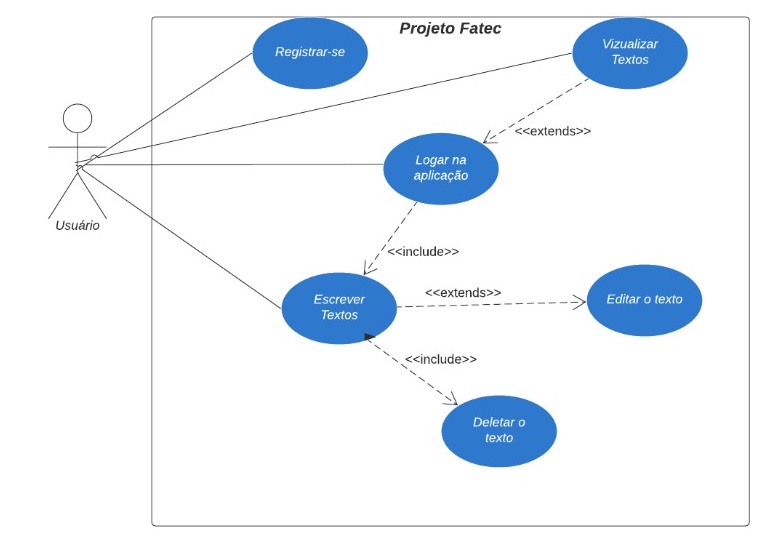 Projeto Fatec
Registrar-se
Vizualizar
Textos
<<extends>>
Logar na
aplicação
Usuário
<<include>>
Escrever
Textos
<<extends>>
Editar o texto
<<include>>
Deletar o
texto